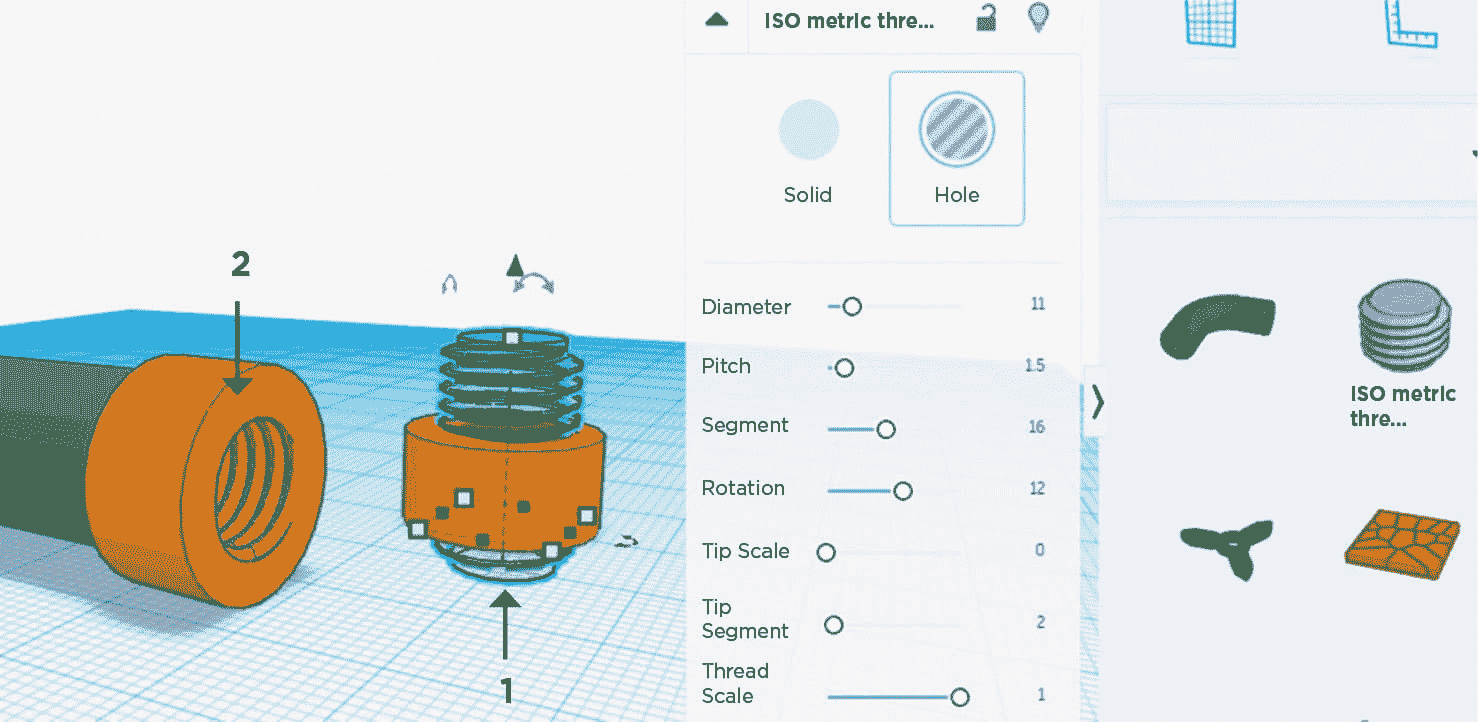 ISO metric thre...
Solid
Hole
2
Diameter 11
Pitch 1.5
ISO metric
thre...
Segment 16
Rotation 12
Tip Scale 0
Tip
Segment 2
1
Thread
Scale 1